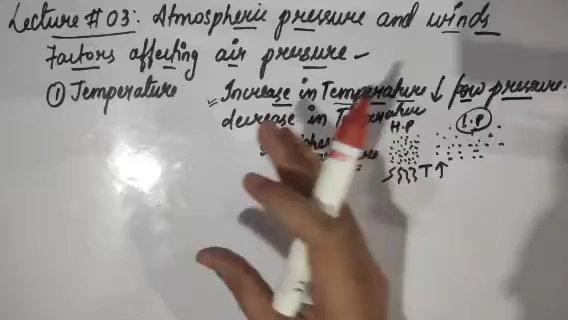 Lecture # 03: Atmospheric pressure and winds
Factors affecting air pressure -
① Temperature
Increase in Temperature ↓ low pressure.
decrease in Temperature
H.P
L.P
T ↑